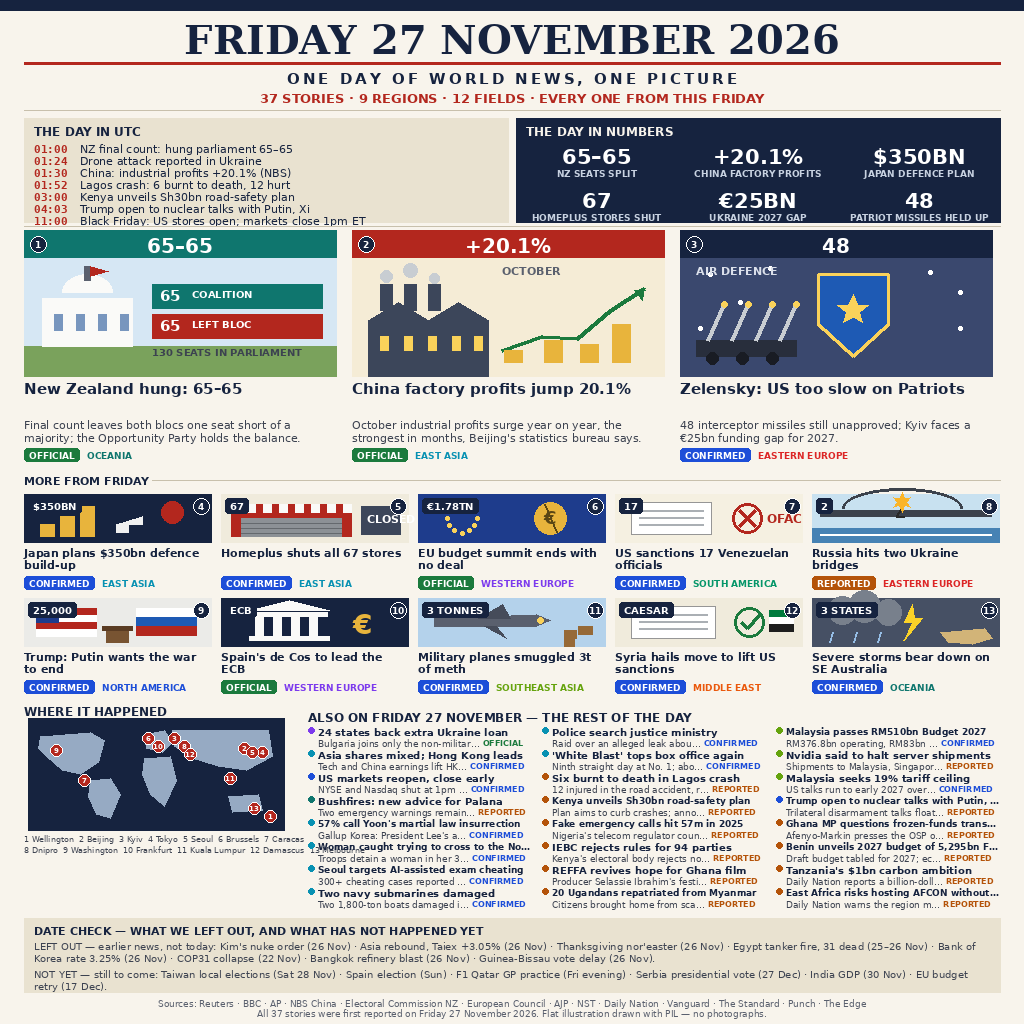 FRIDAY 27 NOVEMBER 2026
ONE DAY OF WORLD NEWS, ONE PICTURE
37 STORIES · 9 REGIONS · 12 FIELDS · EVERY ONE FROM THIS FRIDAY
THE DAY IN UTC
01:00 NZ final count: hung parliament 65–65
01:24 Drone attack reported in Ukraine
01:30 China: industrial profits +20.1% (NBS)
01:52 Lagos crash: 6 burnt to death, 12 hurt
03:00 Kenya unveils Sh30bn road-safety plan
04:03 Trump open to nuclear talks with Putin, Xi
11:00 Black Friday: US stores open; markets close 1pm ET
THE DAY IN NUMBERS
65–65
NZ SEATS SPLIT
+20.1%
CHINA FACTORY PROFITS
$350BN
JAPAN DEFENCE PLAN
67
HOMEPLUS STORES SHUT
€25BN
UKRAINE 2027 GAP
48
PATRIOT MISSILES HELD UP
1 65–65
65 COALITION
65 LEFT BLOC
130 SEATS IN PARLIAMENT
New Zealand hung: 65–65
Final count leaves both blocs one seat short of a
majority; the Opportunity Party holds the balance.
OFFICIAL OCEANIA
2 +20.1%
OCTOBER
China factory profits jump 20.1%
October industrial profits surge year on year, the
strongest in months, Beijing's statistics bureau says.
OFFICIAL EAST ASIA
3 48
AIR DEFENCE
Zelensky: US too slow on Patriots
48 interceptor missiles still unapproved; Kyiv faces a
€25bn funding gap for 2027.
CONFIRMED EASTERN EUROPE
MORE FROM FRIDAY
$350BN 4
Japan plans $350bn defence
build-up
CONFIRMED EAST ASIA
67 5
CLOSED
Homeplus shuts all 67 stores
CONFIRMED EAST ASIA
€1.78TN 6
€
EU budget summit ends with
no deal
OFFICIAL WESTERN EUROPE
17 7
OFAC
US sanctions 17 Venezuelan
officials
CONFIRMED SOUTH AMERICA
2 8
Russia hits two Ukraine
bridges
REPORTED EASTERN EUROPE
25,000 9
Trump: Putin wants the war
to end
CONFIRMED NORTH AMERICA
ECB 10
€
Spain's de Cos to lead the
ECB
OFFICIAL WESTERN EUROPE
3 TONNES 11
Military planes smuggled 3t
of meth
CONFIRMED SOUTHEAST ASIA
CAESAR 12
Syria hails move to lift US
sanctions
CONFIRMED MIDDLE EAST
3 STATES 13
Severe storms bear down on
SE Australia
CONFIRMED OCEANIA
WHERE IT HAPPENED
9 6 10 3 8 12 2 5 4 7 11 13 1
1 Wellington 2 Beijing 3 Kyiv 4 Tokyo 5 Seoul 6 Brussels 7 Caracas
8 Dnipro 9 Washington 10 Frankfurt 11 Kuala Lumpur 12 Damascus 13 Melbourne
ALSO ON FRIDAY 27 NOVEMBER — THE REST OF THE DAY
24 states back extra Ukraine loan
Bulgaria joins only the non-militar... OFFICIAL
Asia shares mixed; Hong Kong leads
Tech and China earnings lift HK... CONFIRMED
US markets reopen, close early
NYSE and Nasdaq shut at 1pm ... CONFIRMED
Bushfires: new advice for Palana
Two emergency warnings remain... REPORTED
57% call Yoon's martial law insurrection
Gallup Korea: President Lee's a... CONFIRMED
Woman caught trying to cross to the No...
Troops detain a woman in her 3... CONFIRMED
Seoul targets AI-assisted exam cheating
300+ cheating cases reported ... CONFIRMED
Two navy submarines damaged
Two 1,800-ton boats damaged i... CONFIRMED
Police search justice ministry
Raid over an alleged leak abou... CONFIRMED
'White Blast' tops box office again
Ninth straight day at No. 1; abo... CONFIRMED
Six burnt to death in Lagos crash
12 injured in the road accident, r... REPORTED
Kenya unveils Sh30bn road-safety plan
Plan aims to curb crashes; anno... REPORTED
Fake emergency calls hit 57m in 2025
Nigeria's telecom regulator coun... REPORTED
IEBC rejects rules for 94 parties
Kenya's electoral body rejects no... REPORTED
REFFA revives hope for Ghana film
Producer Selassie Ibrahim's festi... REPORTED
20 Ugandans repatriated from Myanmar
Citizens brought home from sca... REPORTED
Malaysia passes RM510bn Budget 2027
RM376.8bn operating, RM83bn ... CONFIRMED
Nvidia said to halt server shipments
Shipments to Malaysia, Singapor... REPORTED
Malaysia seeks 19% tariff ceiling
US talks run to early 2027 over... CONFIRMED
Trump open to nuclear talks with Putin, ...
Trilateral disarmament talks float... REPORTED
Ghana MP questions frozen-funds trans...
Afenyo-Markin presses the OSP o... REPORTED
Benin unveils 2027 budget of 5,295bn F...
Draft budget tabled for 2027; ec... REPORTED
Tanzania's $1bn carbon ambition
Daily Nation reports a billion-doll... REPORTED
East Africa risks hosting AFCON without...
Daily Nation warns the region m... REPORTED
DATE CHECK — WHAT WE LEFT OUT, AND WHAT HAS NOT HAPPENED YET
LEFT OUT — earlier news, not today: Kim's nuke order (26 Nov) · Asia rebound, Taiex +3.05% (26 Nov) · Thanksgiving nor'easter (26 Nov) · Egypt tanker fire, 31 dead (25–26 Nov) · Bank of
Korea rate 3.25% (26 Nov) · COP31 collapse (22 Nov) · Bangkok refinery blast (26 Nov) · Guinea-Bissau vote delay (26 Nov).
NOT YET — still to come: Taiwan local elections (Sat 28 Nov) · Spain election (Sun) · F1 Qatar GP practice (Fri evening) · Serbia presidential vote (27 Dec) · India GDP (30 Nov) · EU budget
retry (17 Dec).
Sources: Reuters · BBC · AP · NBS China · Electoral Commission NZ · European Council · AJP · NST · Daily Nation · Vanguard · The Standard · Punch · The Edge
All 37 stories were first reported on Friday 27 November 2026. Flat illustration drawn with PIL — no photographs.